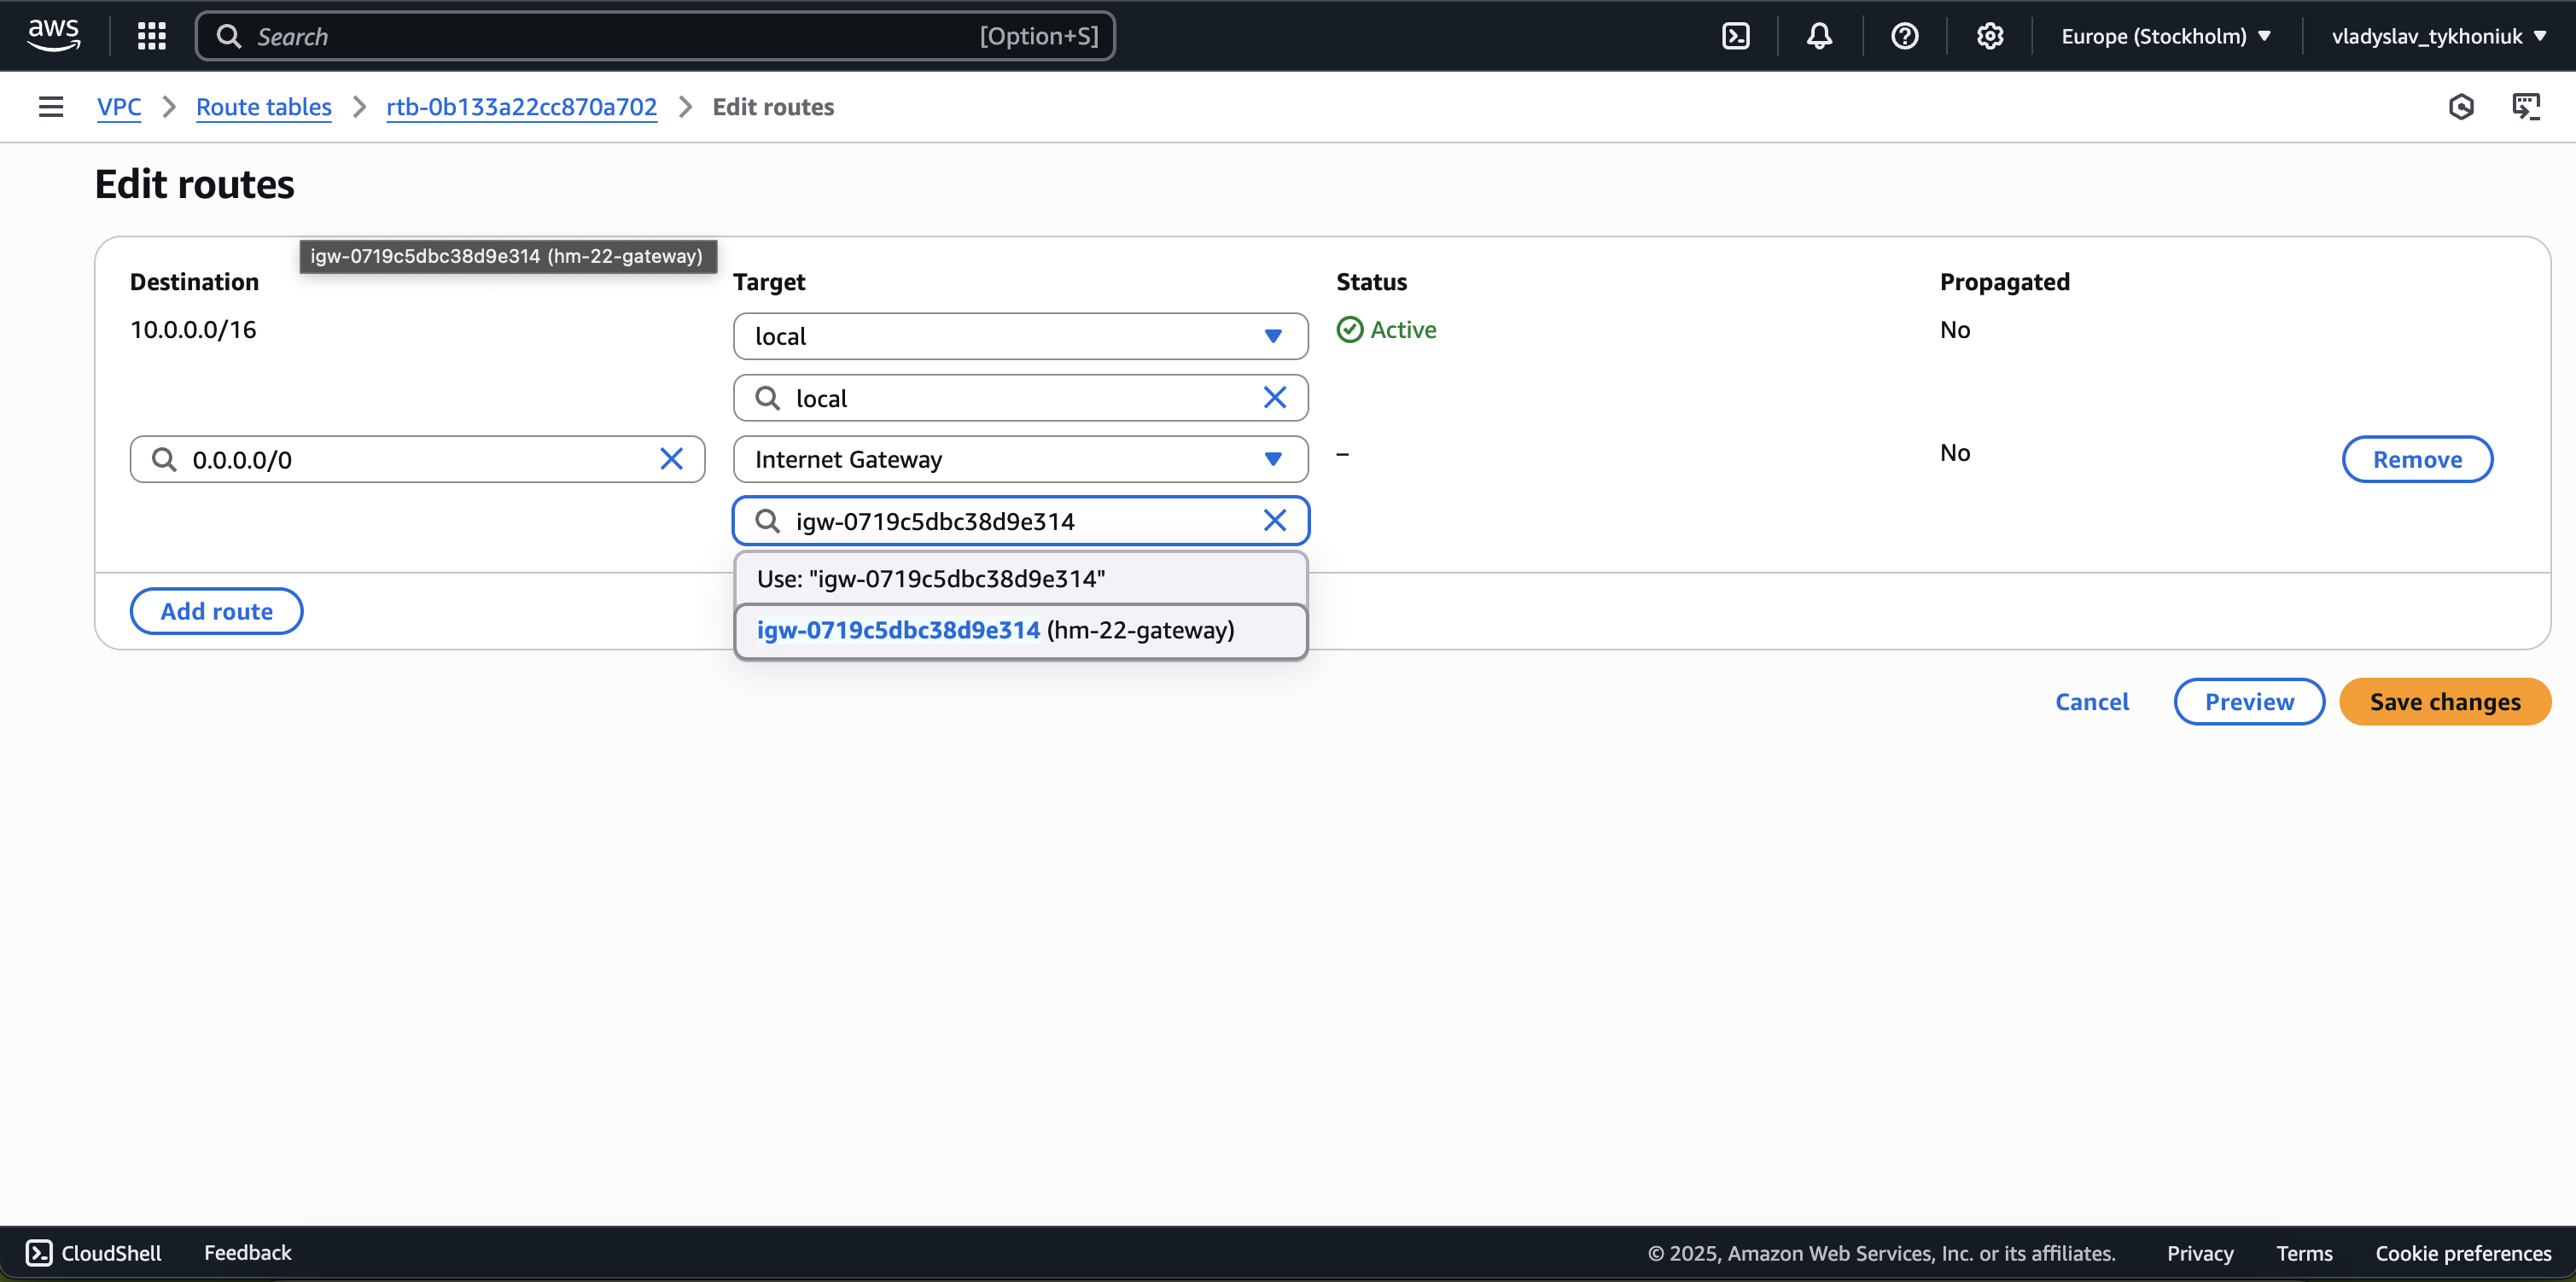 aws
Search [Option+S]
Europe (Stockholm) vladyslav_tykhoniuk
VPC Route tables rtb-0b133a22cc870a702 Edit routes
Edit routes
igw-0719c5dbc38d9e314 (hm-22-gateway)
Destination Target Status Propagated
10.0.0.0/16 local Active No
local
0.0.0.0/0 Internet Gateway – No Remove
igw-0719c5dbc38d9e314
Use: "igw-0719c5dbc38d9e314"
Add route
igw-0719c5dbc38d9e314 (hm-22-gateway)
Cancel Preview Save changes
CloudShell Feedback © 2025, Amazon Web Services, Inc. or its affiliates. Privacy Terms Cookie preferences